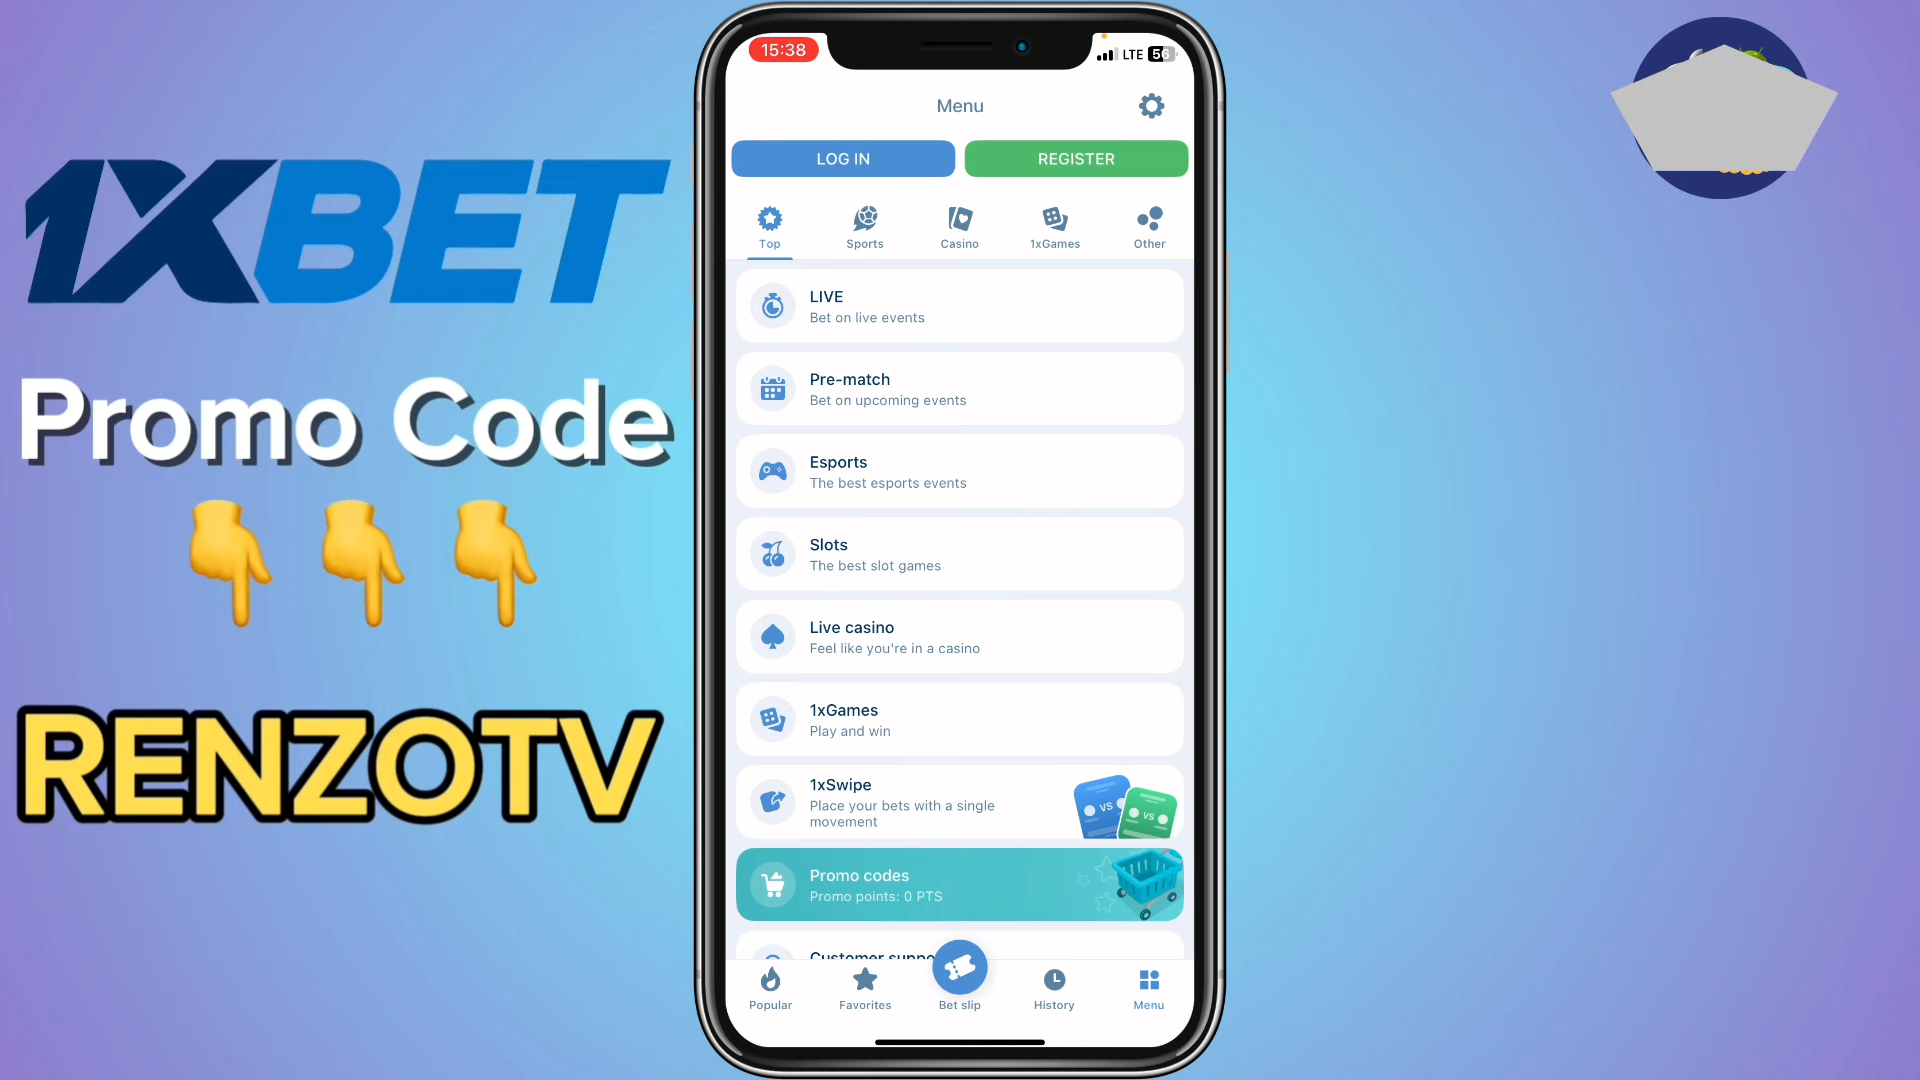 1XBET
Promo Code
👇 👇 👇
RENZOTV
15:38
LTE 56
Menu
LOG IN
REGISTER
Top
Sports
Casino
1xGames
Other
LIVE
Bet on live events
Pre-match
Bet on upcoming events
Esports
The best esports events
Slots
The best slot games
Live casino
Feel like you're in a casino
1xGames
Play and win
1xSwipe
Place your bets with a single
movement
VS
VS
Promo codes
Promo points: 0 PTS
Customer suppo
Popular
Favorites
Bet slip
History
Menu